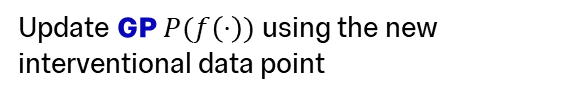 Update GP P(f(·)) using the new
interventional data point